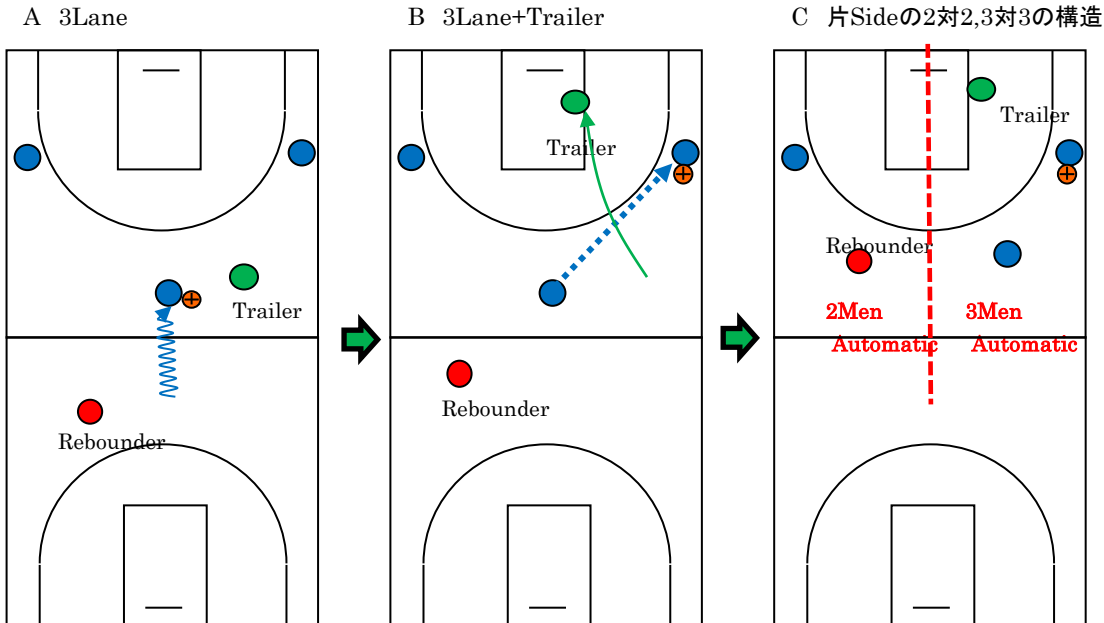 A 3Lane
B 3Lane+Trailer
C 片Sideの2対2,3対3の構造
Trailer
Rebounder
Trailer
Rebounder
Trailer
Rebounder
2Men
Automatic
3Men
Automatic